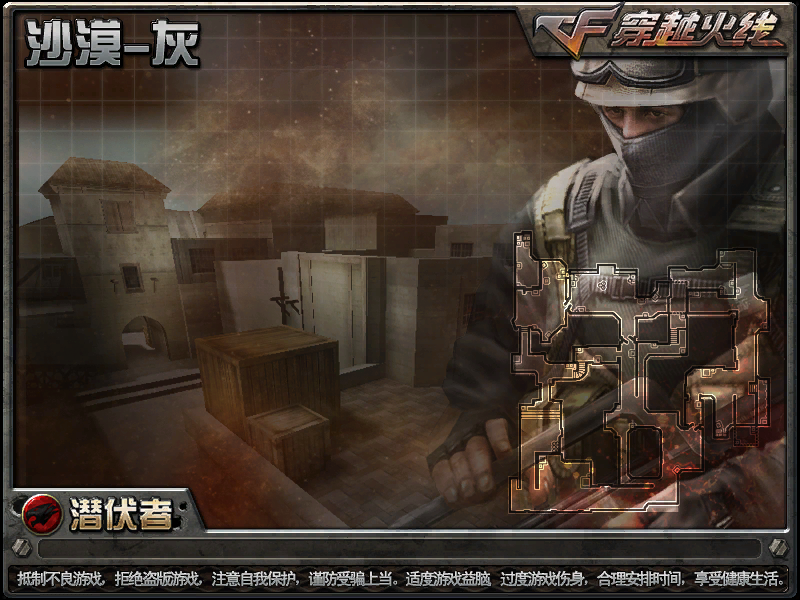 沙漠-灰
CF 穿越火线
潜伏者
抵制不良游戏，拒绝盗版游戏，注意自我保护，谨防受骗上当。适度游戏益脑 过度游戏伤身，合理安排时间，享受健康生活。